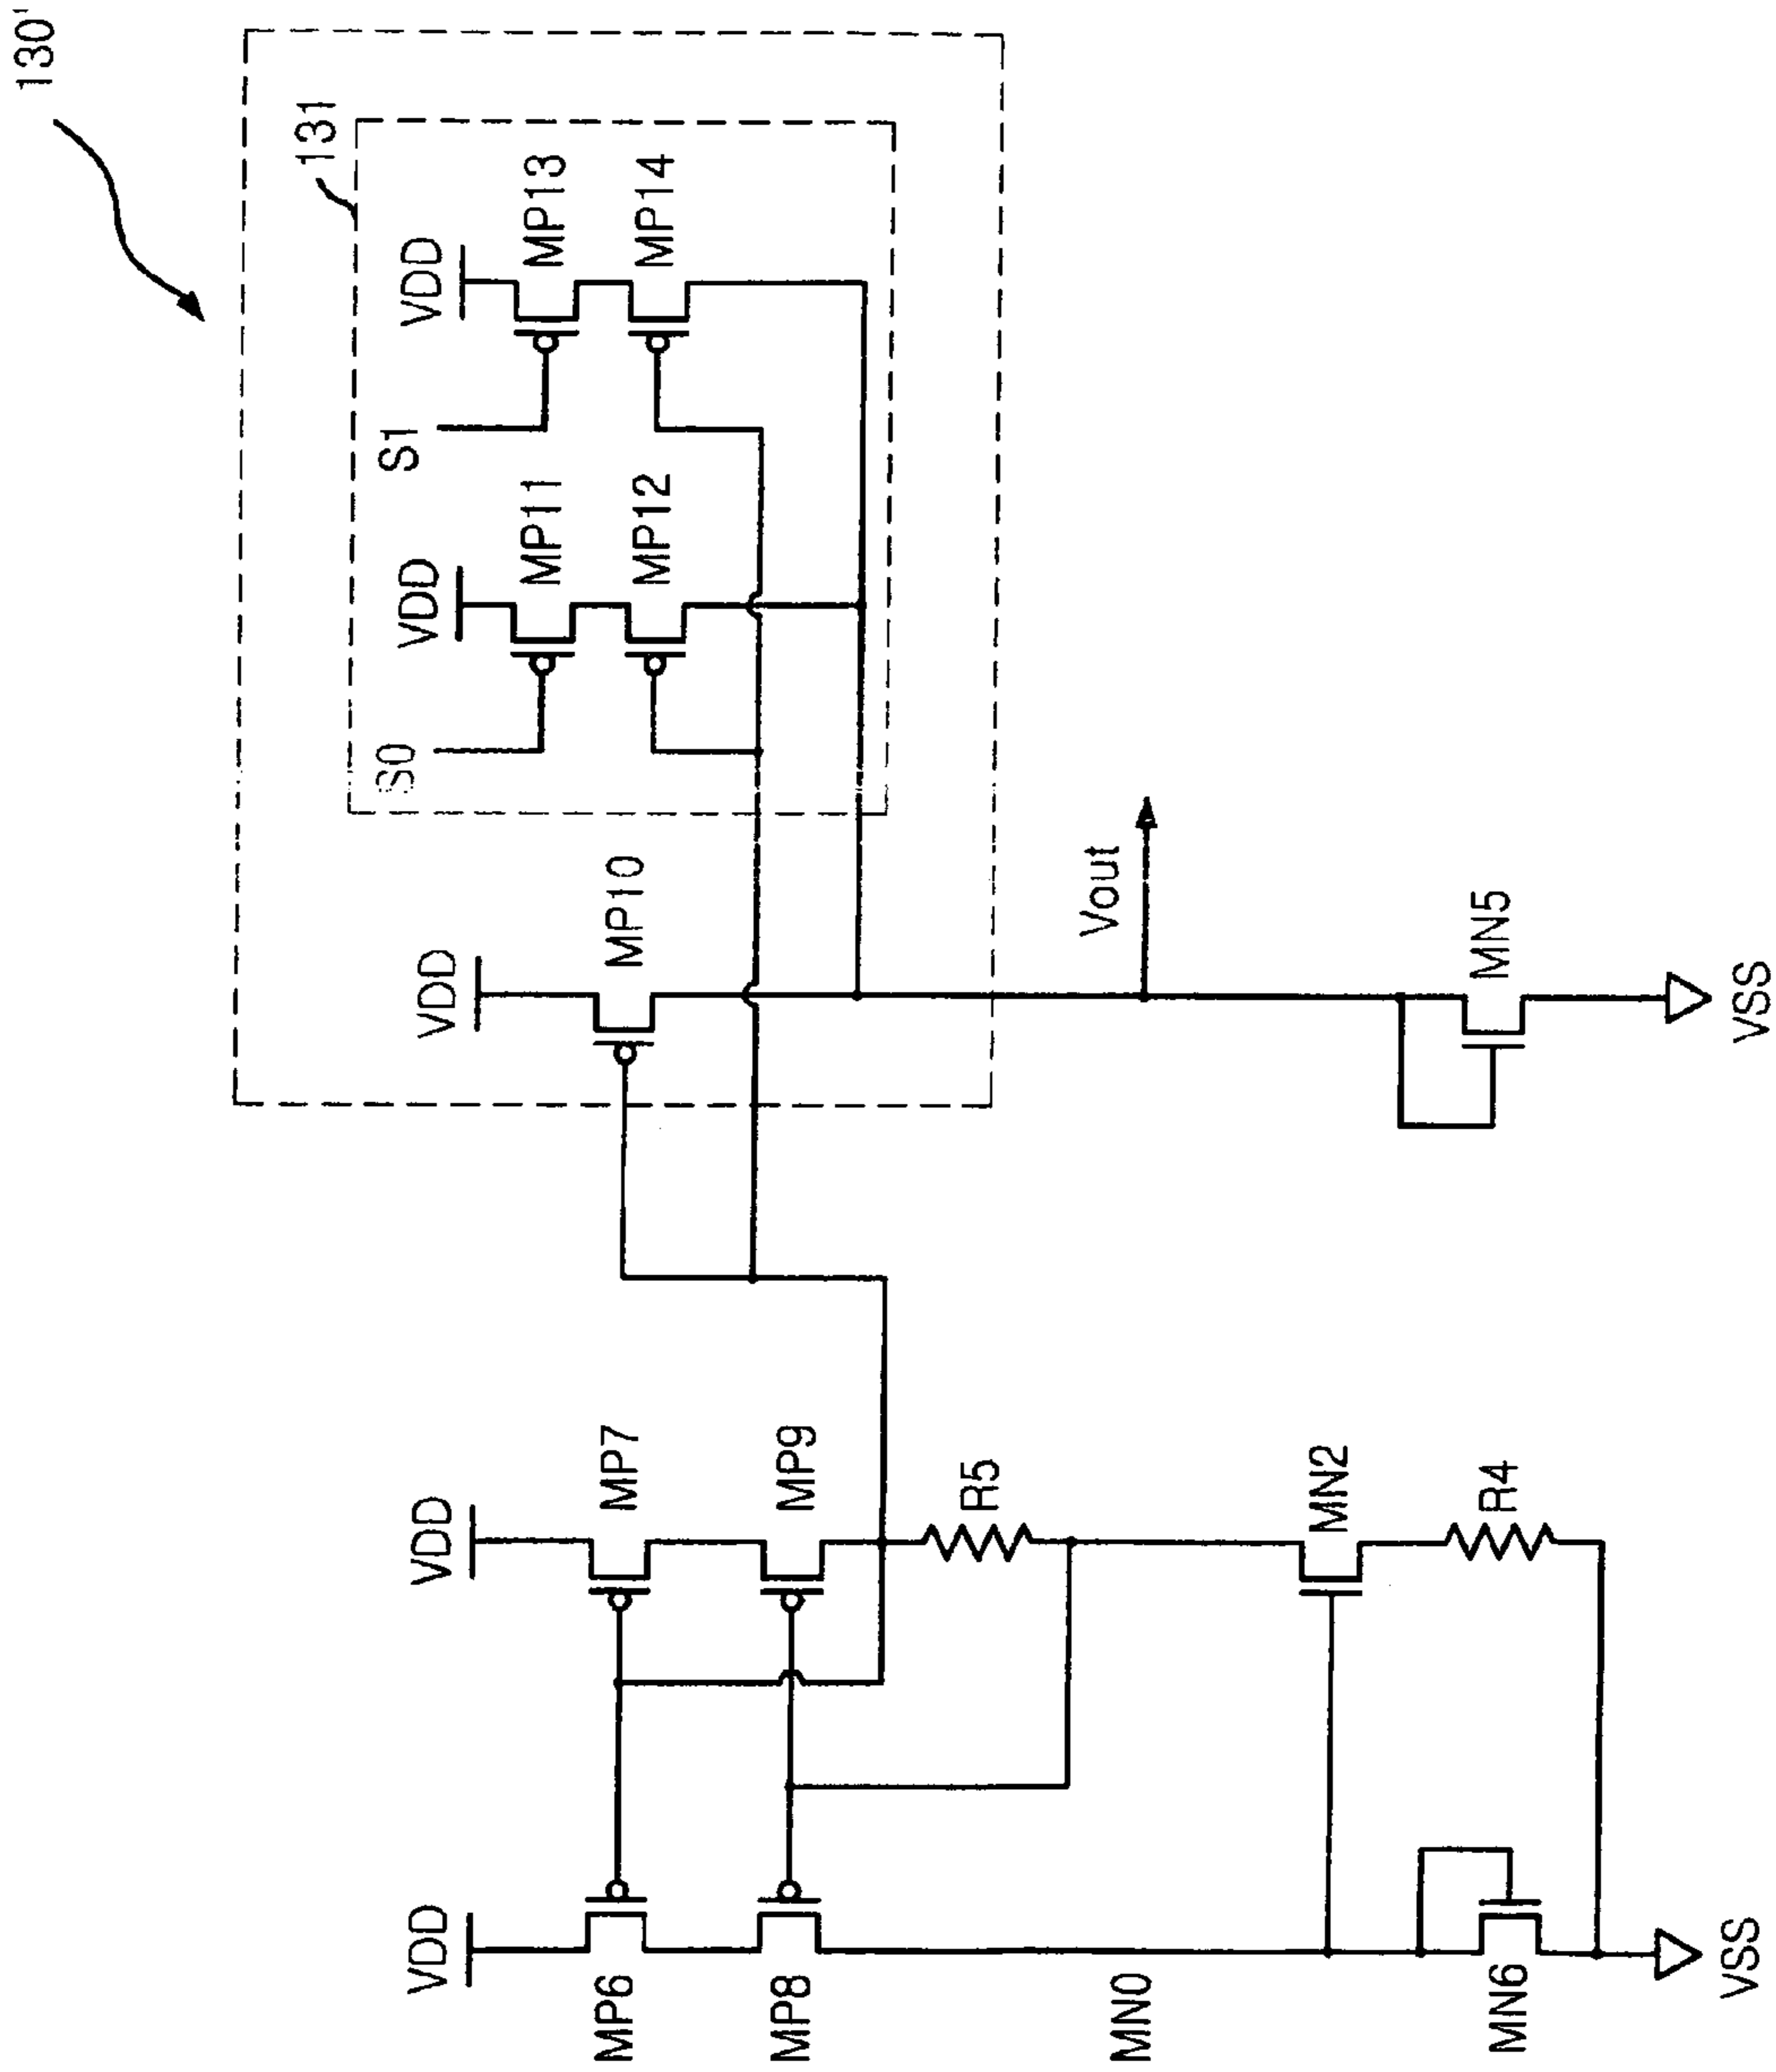 130'
131
VDD
MP13
MP14
S1
VDD
MP11
MP12
S0
VDD
MP10
Vout
MN5
VSS
VDD
MP7
MP9
R5
MN2
R4
VDD
MP6
MP8
MN0
MN6
VSS